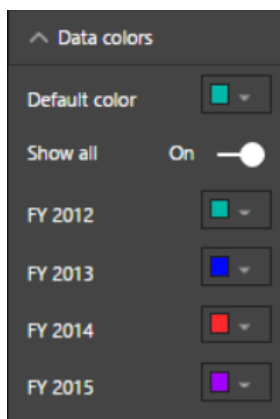 Data colors
Default color
Show all On
FY 2012
FY 2013
FY 2014
FY 2015